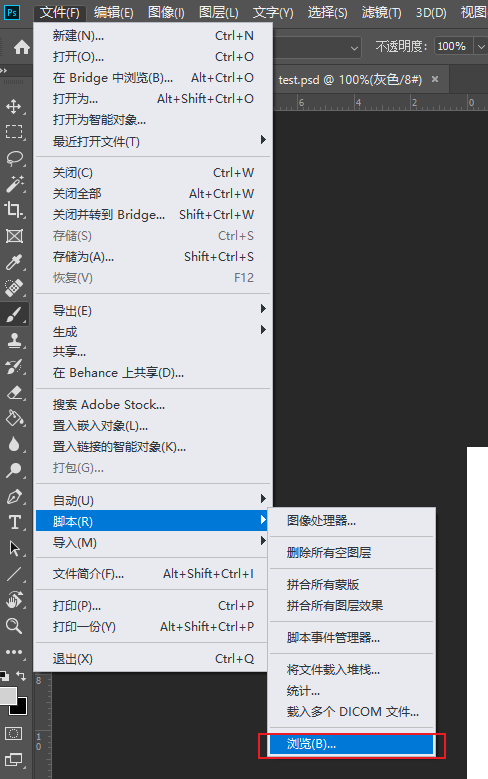 Ps 文件(F) 编辑(E) 图像(I) 图层(L) 文字(Y) 选择(S) 滤镜(T) 3D(D) 视图
不透明度: 100%
test.psd @ 100%(灰色/8#) ×
6 4 2 0
新建(N)... Ctrl+N
打开(O)... Ctrl+O
在 Bridge 中浏览(B)... Alt+Ctrl+O
打开为... Alt+Shift+Ctrl+O
打开为智能对象...
最近打开文件(T)
关闭(C) Ctrl+W
关闭全部 Alt+Ctrl+W
关闭并转到 Bridge... Shift+Ctrl+W
存储(S) Ctrl+S
存储为(A)... Shift+Ctrl+S
恢复(V) F12
导出(E)
生成
共享...
在 Behance 上共享(D)...
搜索 Adobe Stock...
置入嵌入对象(L)...
置入链接的智能对象(K)...
打包(G)...
自动(U)
脚本(R)
导入(M)
文件简介(F)... Alt+Shift+Ctrl+I
打印(P)... Ctrl+P
打印一份(Y) Alt+Shift+Ctrl+P
退出(X) Ctrl+Q
图像处理器...
删除所有空图层
拼合所有蒙版
拼合所有图层效果
脚本事件管理器...
将文件载入堆栈...
统计...
载入多个 DICOM 文件...
浏览(B)...
8
10